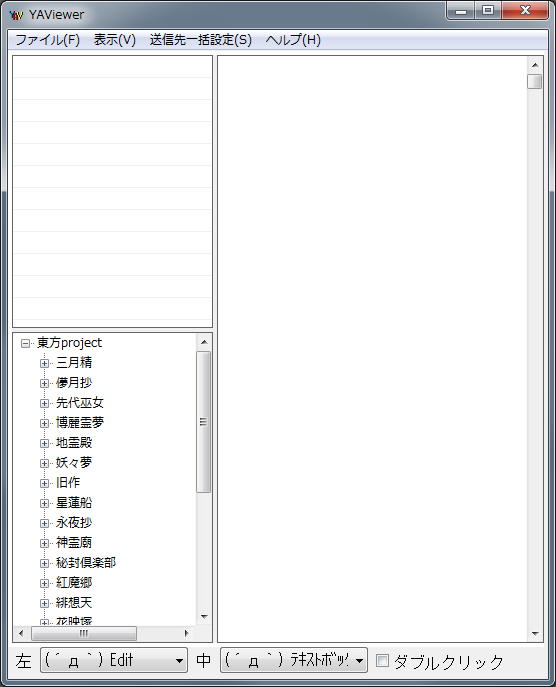 YAViewer
ファイル(F) 表示(V) 送信先一括設定(S) ヘルプ(H)
東方project
三月精
儚月抄
先代巫女
博麗霊夢
地霊殿
妖々夢
旧作
星蓮船
永夜抄
神霊廟
秘封倶楽部
紅魔郷
緋想天
花映塚
左 (´д`) Edit 中 (´д`) ﾃｷｽﾄﾎﾞｯｸ ダブルクリック